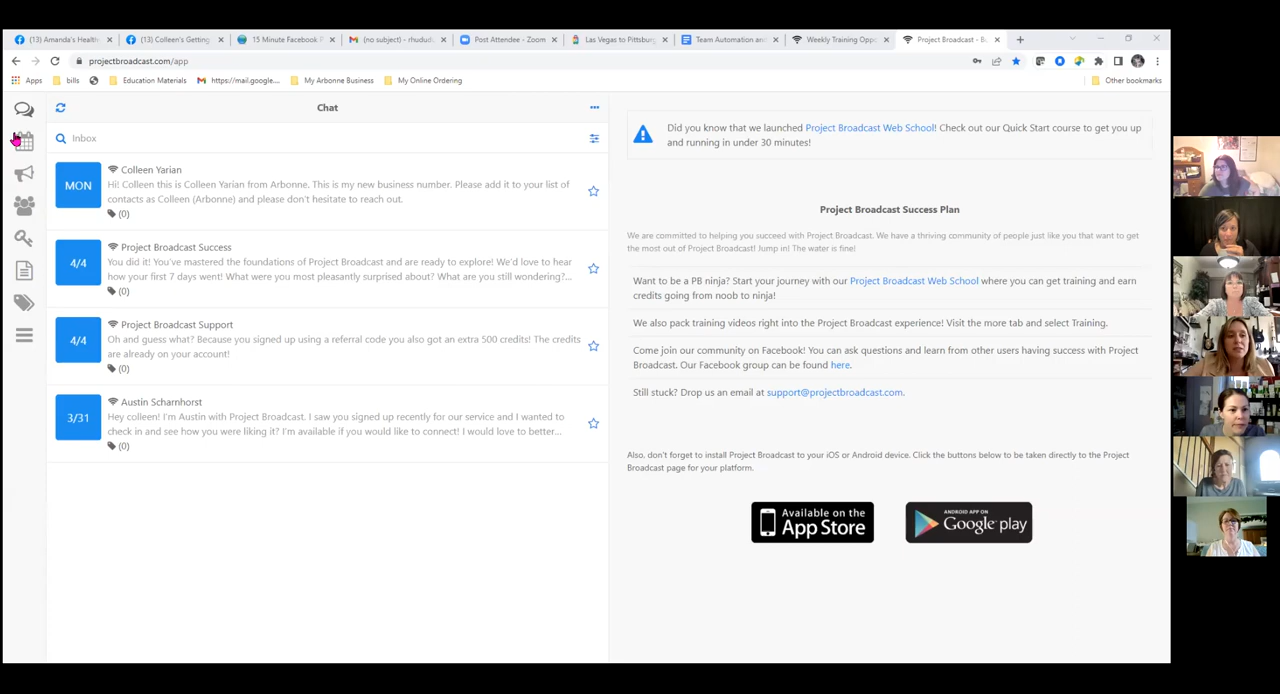 (13) Amanda's Health
(13) Colleen's Getting
15 Minute Facebook P
(no subject) - rhudud
Post Attendee - Zoom
Las Vegas to Pittsburg
Team Automation and
Weekly Training Oppo
Project Broadcast - Bu
projectbroadcast.com/app
Apps
bills
Education Materials
https://mail.google...
My Arbonne Business
My Online Ordering
Other bookmarks
Chat
Inbox
MON
Colleen Yarian
Hi! Colleen this is Colleen Yarian from Arbonne. This is my new business number. Please add it to your list of
contacts as Colleen (Arbonne) and please don't hesitate to reach out.
(0)
4/4
Project Broadcast Success
You did it! You've mastered the foundations of Project Broadcast and are ready to explore! We'd love to hear
how your first 7 days went! What were you most pleasantly surprised about? What are you still wondering?...
(0)
4/4
Project Broadcast Support
Oh and guess what? Because you signed up using a referral code you also got an extra 500 credits! The credits
are already on your account!
(0)
3/31
Austin Scharnhorst
Hey colleen! I'm Austin with Project Broadcast. I saw you signed up recently for our service and I wanted to
check in and see how you were liking it? I'm available if you would like to connect! I would love to better...
(0)
Did you know that we launched Project Broadcast Web School! Check out our Quick Start course to get you up
and running in under 30 minutes!
Project Broadcast Success Plan
We are committed to helping you succeed with Project Broadcast. We have a thriving community of people just like you that want to get
the most out of Project Broadcast! Jump in! The water is fine!
Want to be a PB ninja? Start your journey with our Project Broadcast Web School where you can get training and earn
credits going from noob to ninja!
We also pack training videos right into the Project Broadcast experience! Visit the more tab and select Training.
Come join our community on Facebook! You can ask questions and learn from other users having success with Project
Broadcast. Our Facebook group can be found here.
Still stuck? Drop us an email at support@projectbroadcast.com.
Also, don't forget to install Project Broadcast to your iOS or Android device. Click the buttons below to be taken directly to the Project
Broadcast page for your platform.
Available on the
App Store
ANDROID APP ON
Google play